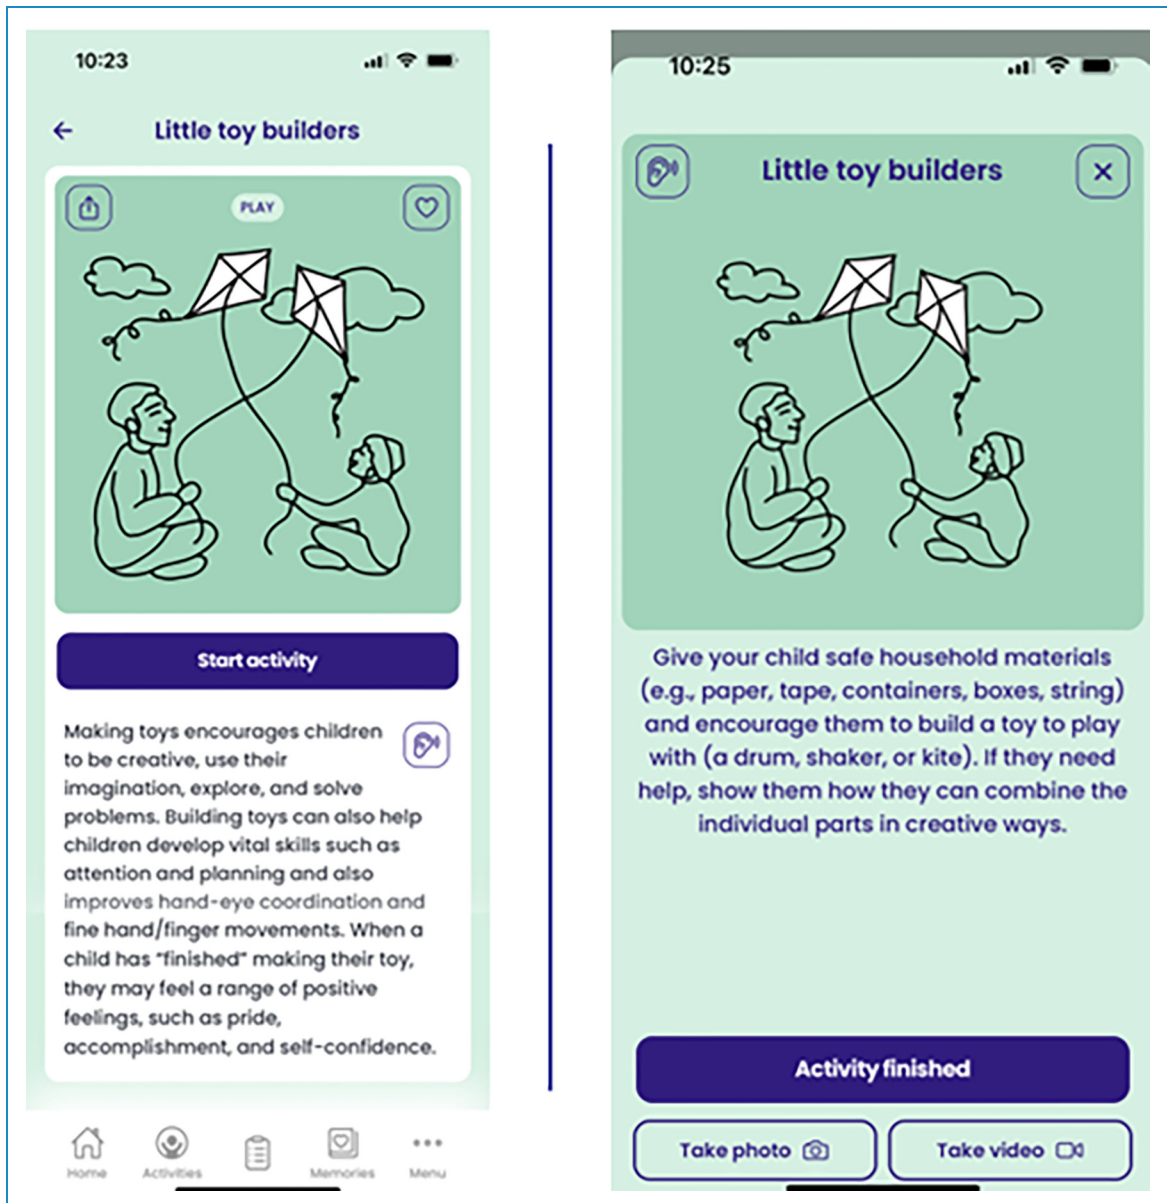 10:23
Little toy builders
PLAY
Start activity
Making toys encourages children
to be creative, use their
imagination, explore, and solve
problems. Building toys can also help
children develop vital skills such as
attention and planning and also
improves hand-eye coordination and
fine hand/finger movements. When a
child has “finished” making their toy,
they may feel a range of positive
feelings, such as pride,
accomplishment, and self-confidence.
Home
Activities
Memories
Menu
10:25
Little toy builders
Give your child safe household materials
(e.g., paper, tape, containers, boxes, string)
and encourage them to build a toy to play
with (a drum, shaker, or kite). If they need
help, show them how they can combine the
individual parts in creative ways.
Activity finished
Take photo
Take video